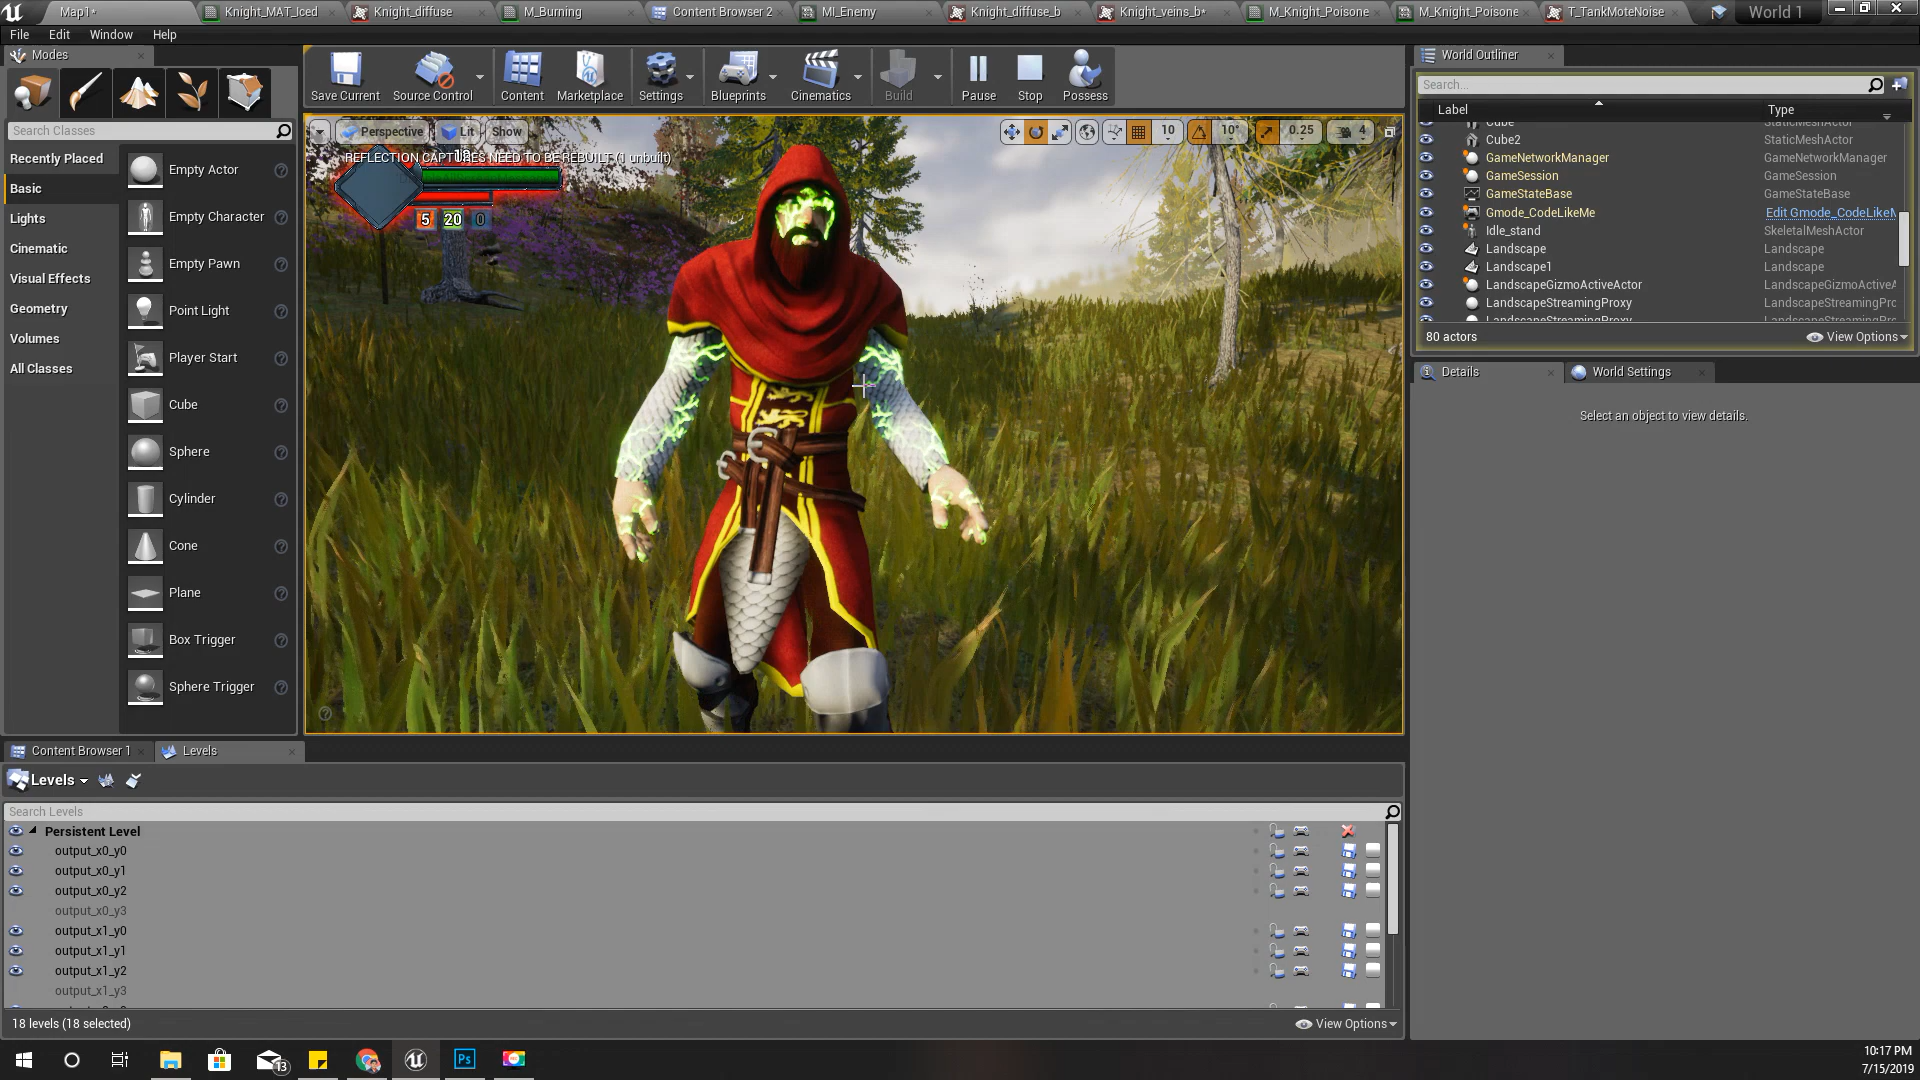 Map1*
Knight_MAT_Iced
Knight_diffuse
M_Burning
Content Browser 2
MI_Enemy
Knight_diffuse_b
Knight_veins_b*
M_Knight_Poisone
M_Knight_Poisone
T_TankMoteNoise
World 1
File Edit Window Help
Modes
Search Classes
Recently Placed
Basic
Lights
Cinematic
Visual Effects
Geometry
Volumes
All Classes
Empty Actor
Empty Character
Empty Pawn
Point Light
Player Start
Cube
Sphere
Cylinder
Cone
Plane
Box Trigger
Sphere Trigger
Save Current
Source Control
Content
Marketplace
Settings
Blueprints
Cinematics
Build
Pause
Stop
Possess
Perspective Lit Show
10 10° 0.25 4
REFLECTION CAPTURES NEED TO BE REBUILT (1 unbuilt)
5 20 0
World Outliner
Search...
Label Type
Cube StaticMeshActor
Cube2 StaticMeshActor
GameNetworkManager GameNetworkManager
GameSession GameSession
GameStateBase GameStateBase
Gmode_CodeLikeMe Edit Gmode_CodeLikeM
Idle_stand SkeletalMeshActor
Landscape Landscape
Landscape1 Landscape
LandscapeGizmoActiveActor LandscapeGizmoActiveA
LandscapeStreamingProxy LandscapeStreamingPro
LandscapeStreamingProxy LandscapeStreamingPro
80 actors View Options
Details
World Settings
Select an object to view details.
Content Browser 1
Levels
Levels
Search Levels
Persistent Level
output_x0_y0
output_x0_y1
output_x0_y2
output_x0_y3
output_x1_y0
output_x1_y1
output_x1_y2
output_x1_y3
18 levels (18 selected) View Options
13
Ps
10:17 PM
7/15/2019